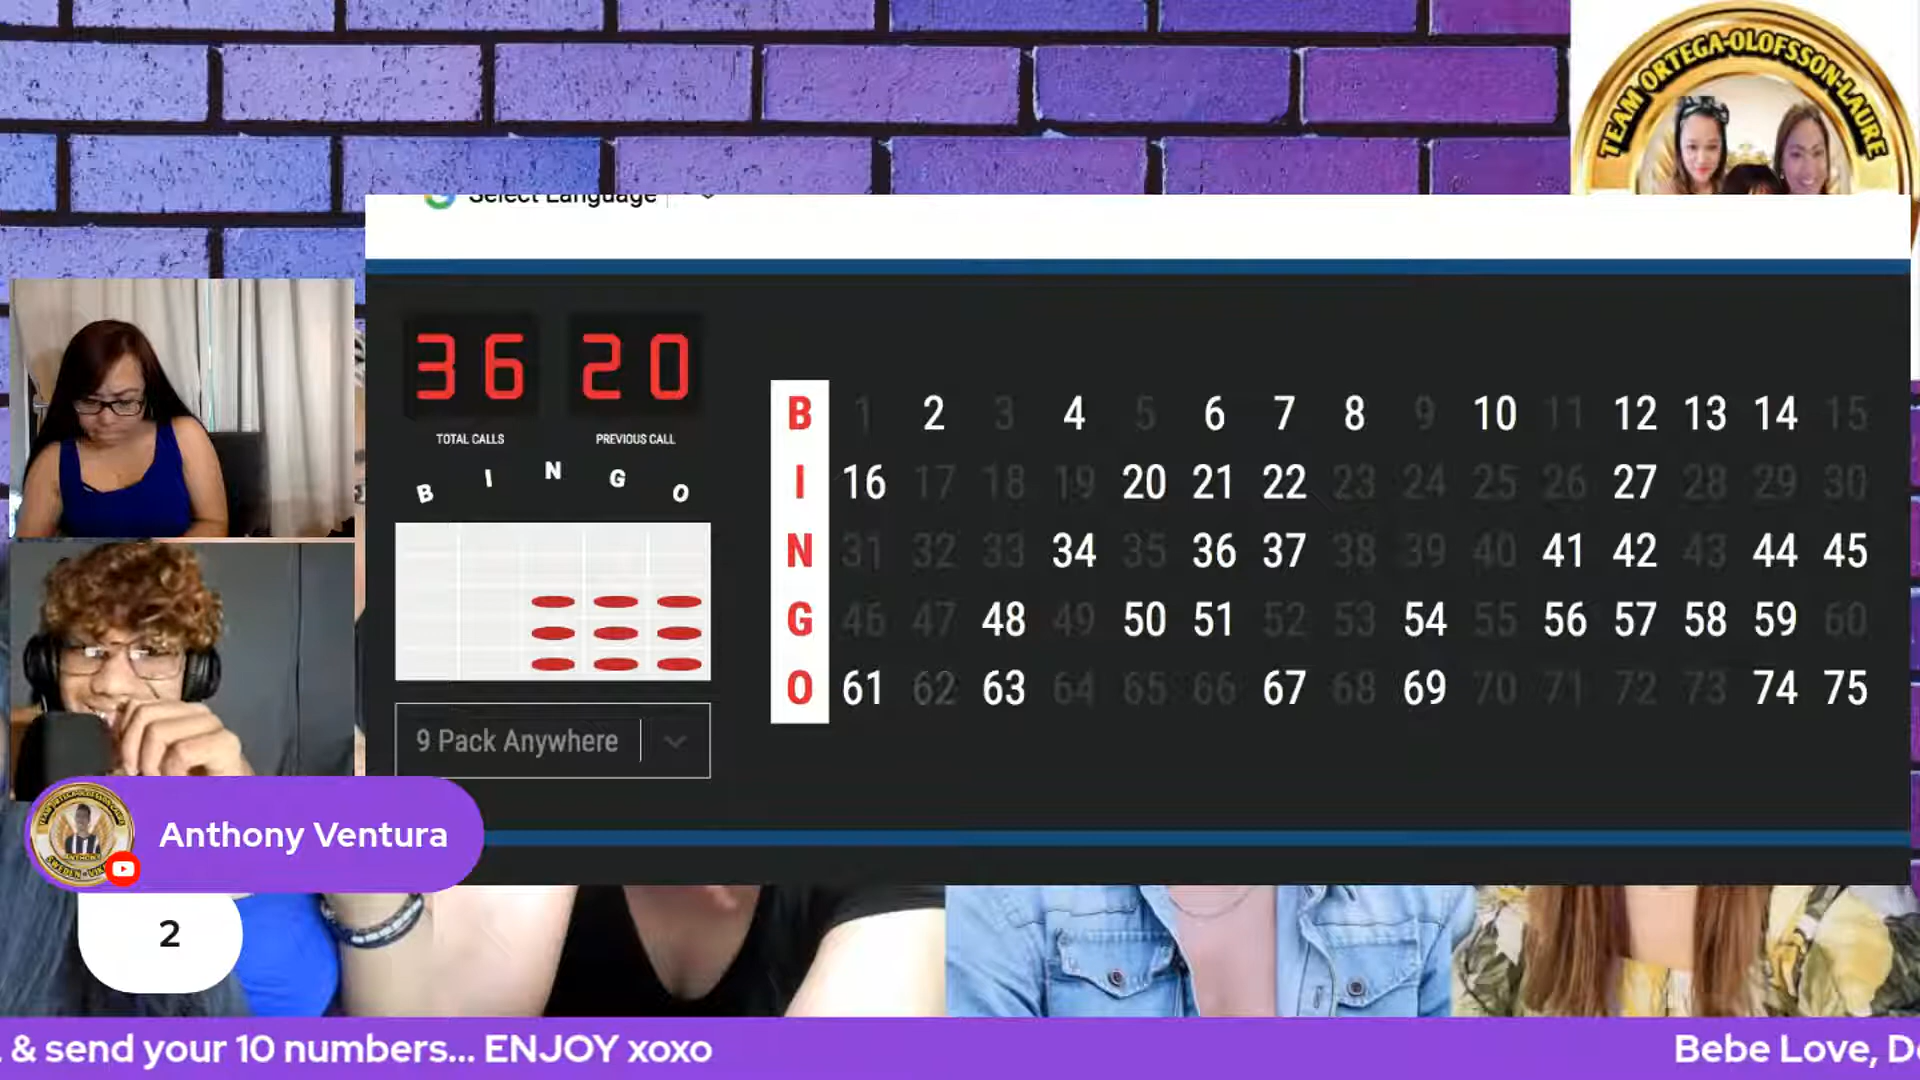 TEAM ORTEGA-OLOFSSON-LAURE
Select Language
36 20
TOTAL CALLS PREVIOUS CALL
B I N G O
9 Pack Anywhere
B 1 2 3 4 5 6 7 8 9 10 11 12 13 14 15
I 16 17 18 19 20 21 22 23 24 25 26 27 28 29 30
N 31 32 33 34 35 36 37 38 39 40 41 42 43 44 45
G 46 47 48 49 50 51 52 53 54 55 56 57 58 59 60
O 61 62 63 64 65 66 67 68 69 70 71 72 73 74 75
Anthony Ventura
ANTHONY
2
. & send your 10 numbers... ENJOY xoxo
Bebe Love, D